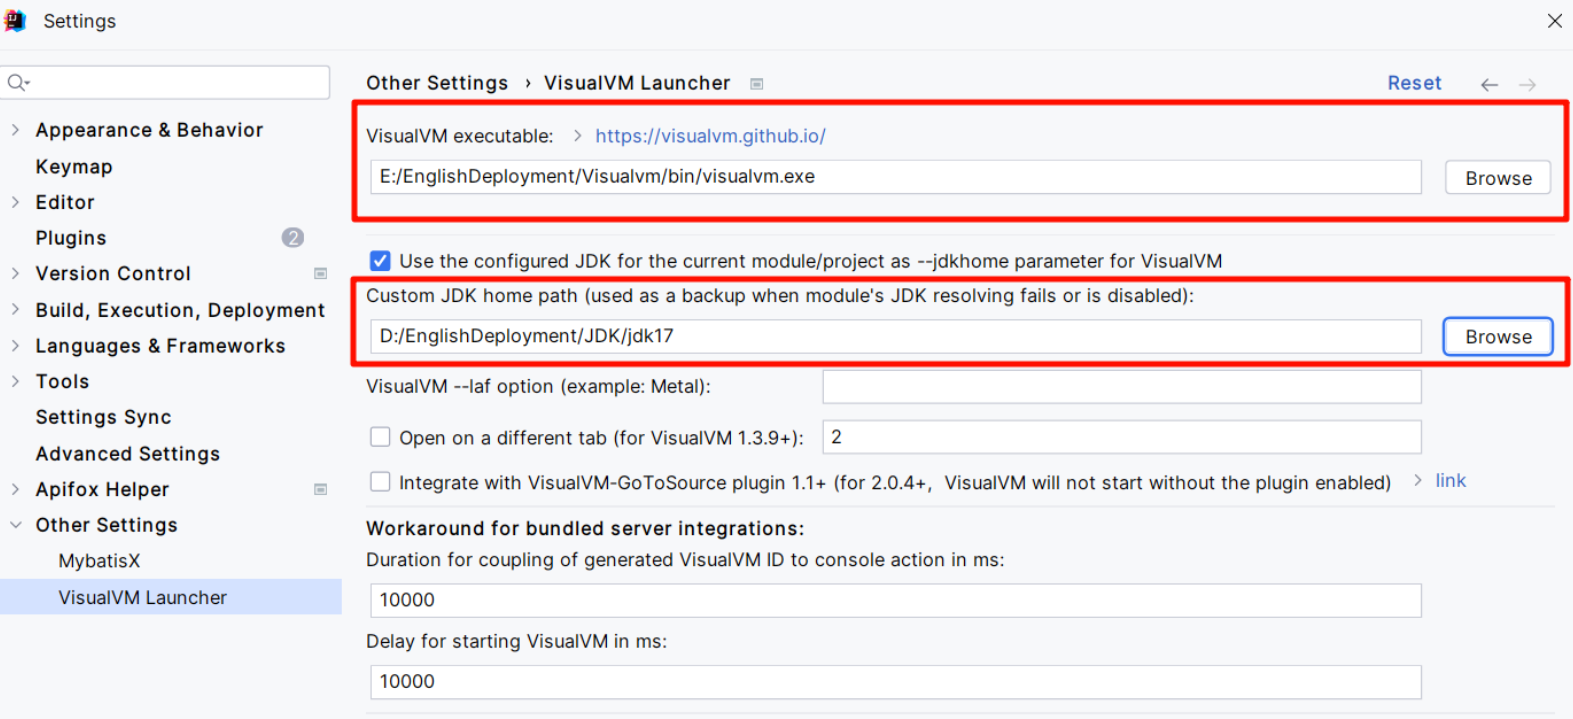 Settings
Other Settings › VisualVM Launcher
Reset
Appearance & Behavior
Keymap
Editor
Plugins
2
Version Control
Build, Execution, Deployment
Languages & Frameworks
Tools
Settings Sync
Advanced Settings
Apifox Helper
Other Settings
MybatisX
VisualVM Launcher
VisualVM executable: > https://visualvm.github.io/
E:/EnglishDeployment/Visualvm/bin/visualvm.exe
Browse
Use the configured JDK for the current module/project as --jdkhome parameter for VisualVM
Custom JDK home path (used as a backup when module's JDK resolving fails or is disabled):
D:/EnglishDeployment/JDK/jdk17
Browse
VisualVM --laf option (example: Metal):
Open on a different tab (for VisualVM 1.3.9+):
2
Integrate with VisualVM-GoToSource plugin 1.1+ (for 2.0.4+, VisualVM will not start without the plugin enabled) > link
Workaround for bundled server integrations:
Duration for coupling of generated VisualVM ID to console action in ms:
10000
Delay for starting VisualVM in ms:
10000